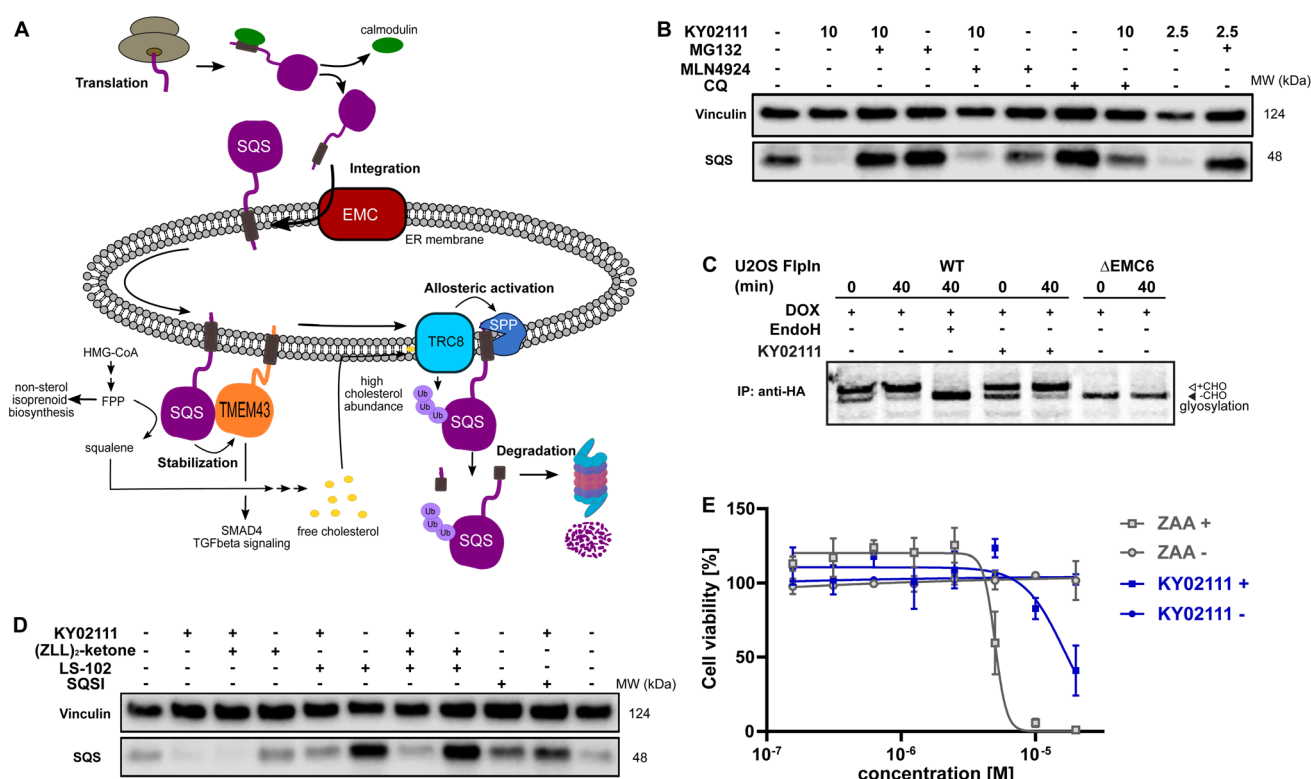 A
Translation
calmodulin
SQS
Integration
EMC
ER membrane
Allosteric activation
SPP
TRC8
HMG-CoA
non-sterol
isoprenoid
biosynthesis
FPP
squalene
SQS
TMEM43
Stabilization
high
cholesterol
abundance
Ub
Ub
Ub
SQS
Degradation
SMAD4
TGFbeta signaling
free cholesterol
Ub
Ub
Ub
SQS
B
KY02111 - 10 10 - 10 - - 10 2.5 2.5
MG132 - - + + - - - - - +
MLN4924 - - - - + + - - - -
CQ - - - - - - + + - -
MW (kDa)
Vinculin 124
SQS 48
C
U2OS FlpIn WT ΔEMC6
(min) 0 40 40 0 40 0 40
DOX + + + + + + +
EndoH - - + - - - -
KY02111 - - - + + - -
IP: anti-HA
+CHO
-CHO
glyosylation
D
KY02111 - + + - + - + - - + -
(ZLL)₂-ketone - - + + - - + + - - -
LS-102 - - - - + + + + - - -
SQSI - - - - - - - - + + -
MW (kDa)
Vinculin 124
SQS 48
E
Cell viability [%]
150
100
50
0
10⁻⁷ 10⁻⁶ 10⁻⁵
concentration [M]
ZAA +
ZAA -
KY02111 +
KY02111 -